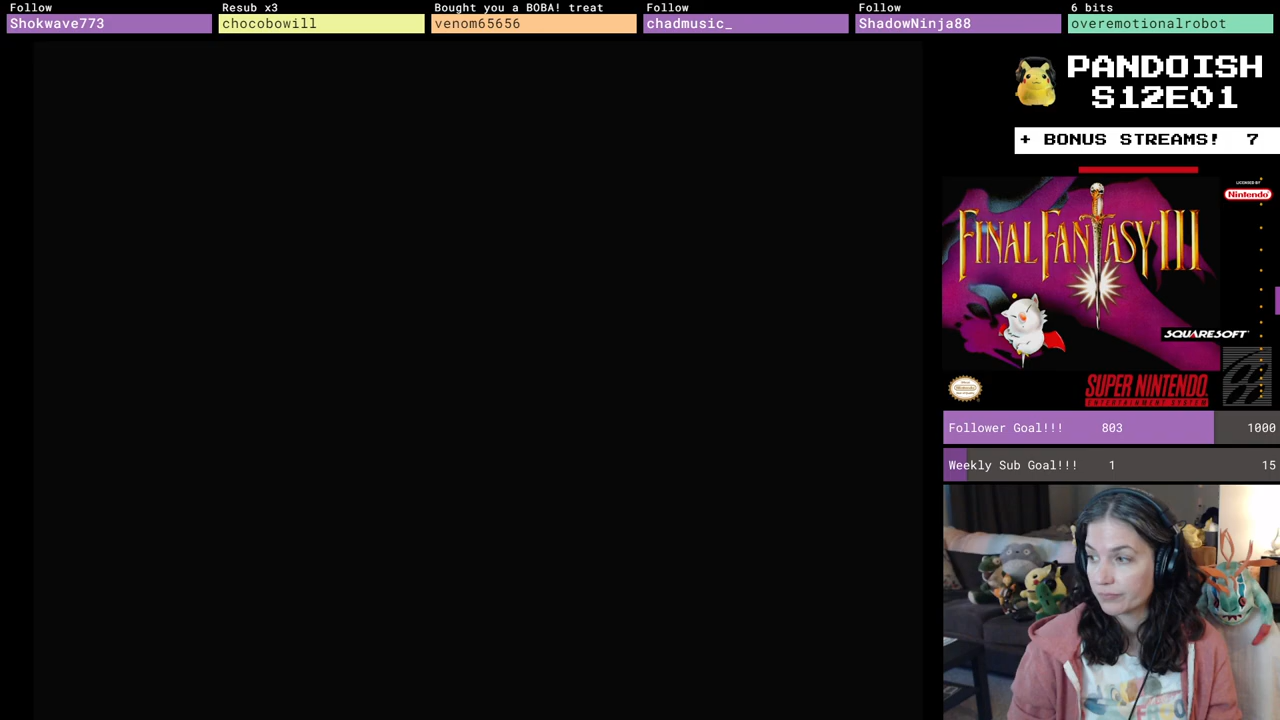 Follow
Shokwave773
Resub x3
chocobowill
Bought you a BOBA! treat
venom65656
Follow
chadmusic_
Follow
ShadowNinja88
6 bits
overemotionalrobot
PANDOISH
S12E01
+ BONUS STREAMS! 7
LICENSED BY
Nintendo
FINAL FANTASY III
SQUARESOFT
SUPER NINTENDO
ENTERTAINMENT SYSTEM
Follower Goal!!! 803 1000
Weekly Sub Goal!!! 1 15